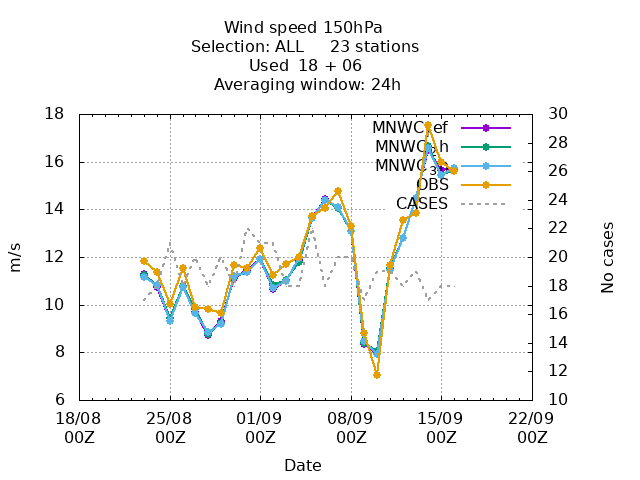 Wind speed 150hPa
Selection: ALL 23 stations
Used 18 + 06
Averaging window: 24h
18
16
14
12
10
8
6
m/s
30
28
26
24
22
20
18
16
14
12
10
No cases
OBS
CASES
18/08 25/08 01/09 08/09 15/09 22/09
00Z 00Z 00Z 00Z 00Z 00Z
Date